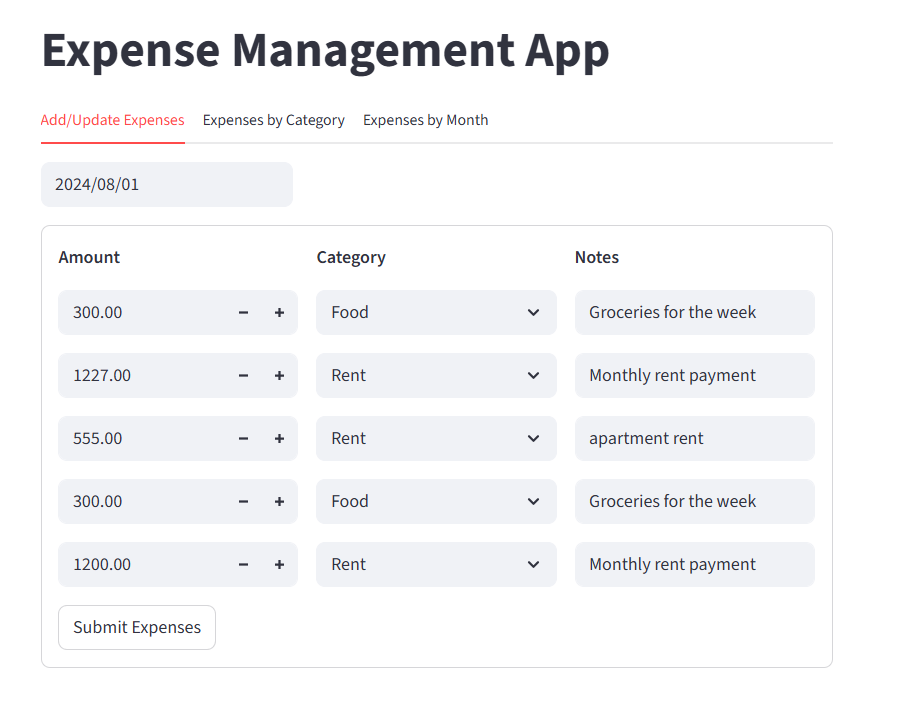 Expense Management App
Add/Update Expenses Expenses by Category Expenses by Month
2024/08/01
Amount Category Notes
300.00 − + Food Groceries for the week
1227.00 − + Rent Monthly rent payment
555.00 − + Rent apartment rent
300.00 − + Food Groceries for the week
1200.00 − + Rent Monthly rent payment
Submit Expenses